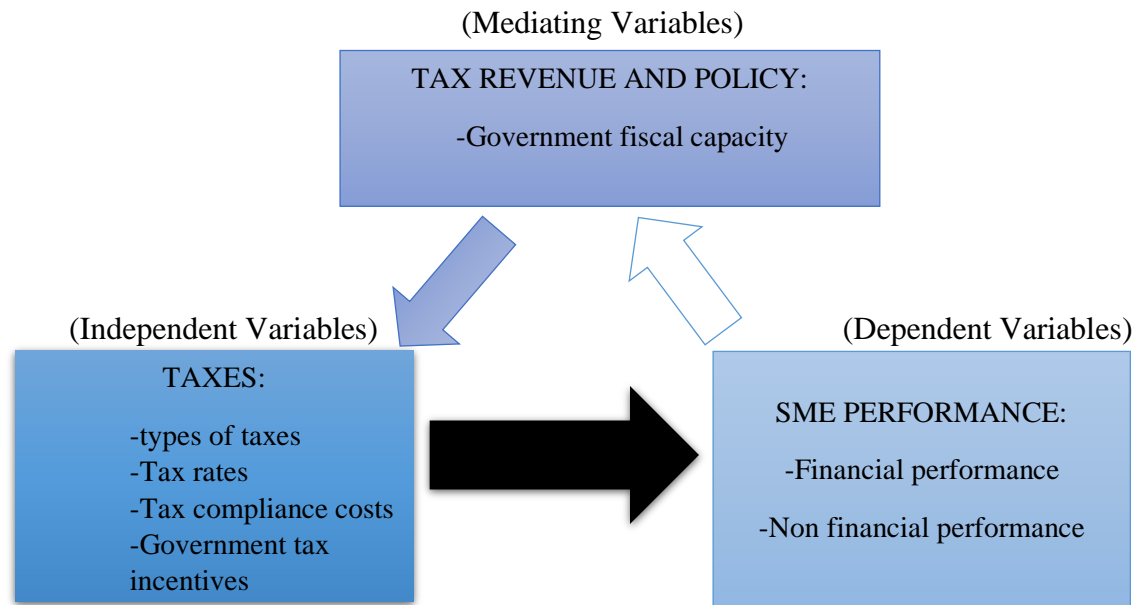 (Mediating Variables)
TAX REVENUE AND POLICY:
-Government fiscal capacity
(Independent Variables)
TAXES:
-types of taxes
-Tax rates
-Tax compliance costs
-Government tax
incentives
(Dependent Variables)
SME PERFORMANCE:
-Financial performance
-Non financial performance